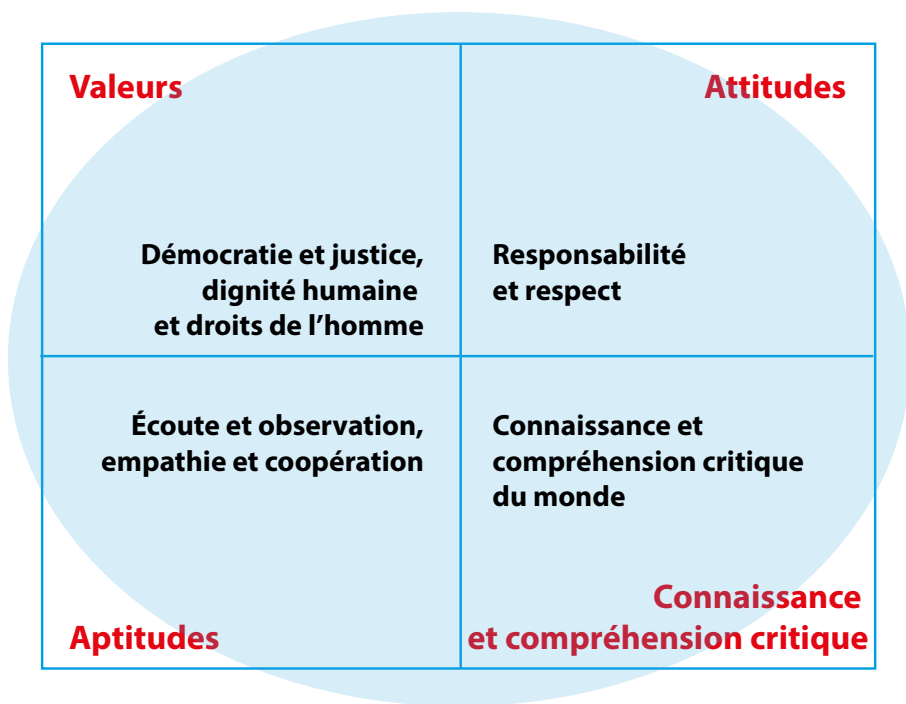 Valeurs
Attitudes
Démocratie et justice,
dignité humaine
et droits de l’homme
Responsabilité
et respect
Écoute et observation,
empathie et coopération
Connaissance et
compréhension critique
du monde
Aptitudes
Connaissance
et compréhension critique